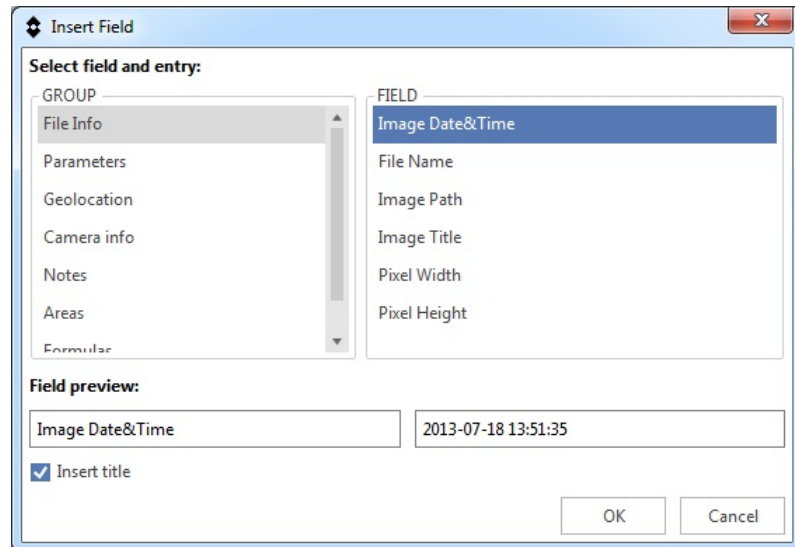 Insert Field
Select field and entry:
GROUP
File Info
Parameters
Geolocation
Camera info
Notes
Areas
Formulas
FIELD
Image Date&Time
File Name
Image Path
Image Title
Pixel Width
Pixel Height
Field preview:
Image Date&Time
2013-07-18 13:51:35
Insert title
OK
Cancel